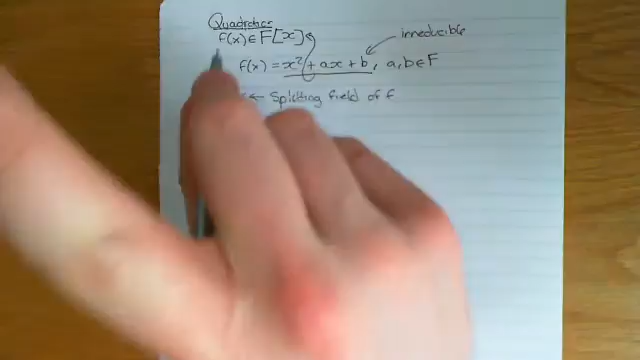 Quadratics
f(x) ∈ F[x]
irreducible
f(x) = x² + ax + b, a, b ∈ F
← Splitting field of f